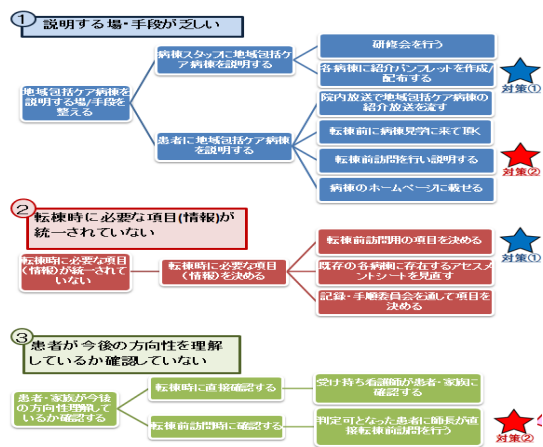 ① 説明する場・手段が乏しい
地域包括ケア病棟を
説明する場/手段を
整える
病棟スタッフに地域包括ケ
ア病棟を説明する
患者に地域包括ケア病棟
を説明する
研修会を行う
各病棟に紹介パンフレットを作成/
配布する
院内放送で地域包括ケア病棟の
紹介放送を流す
転棟前に病棟見学に来て頂く
転棟前訪問を行い説明する
病棟のホームページに載せる
対策①
対策②
② 転棟時に必要な項目(情報)が
統一されていない
転棟時に必要な項目
(情報)が統一されてい
ない
転棟時に必要な項目
(情報)を決める
転棟前訪問用の項目を決める
既存の各病棟に存在するアセスメ
ントシートを見直す
記録・手順委員会を通して項目を
決める
対策①
③ 患者が今後の方向性を理解
しているか確認していない
患者・家族が今後
の方向性理解してい
るか確認する
転棟時に直接確認する
転棟前訪問時に確認する
受け持ち看護師が患者・家族に確
認する
判定可となった患者に師長が直
接転棟前訪問を行う
対策②